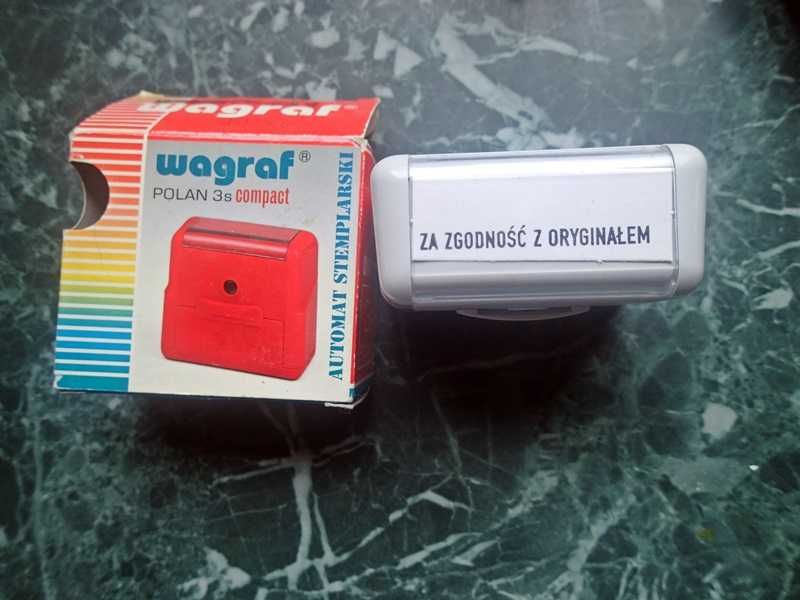 wagraf®
wagraf®
POLAN 3s compact
AUTOMAT STEMPLARSKI
ZA ZGODNOŚĆ Z ORYGINAŁEM